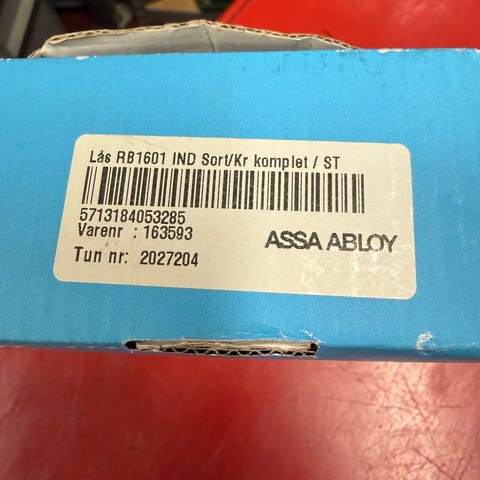 Lås RB1601 IND Sort/Kr komplet / ST
5713184053285
Varenr : 163593
ASSA ABLOY
Tun nr: 2027204